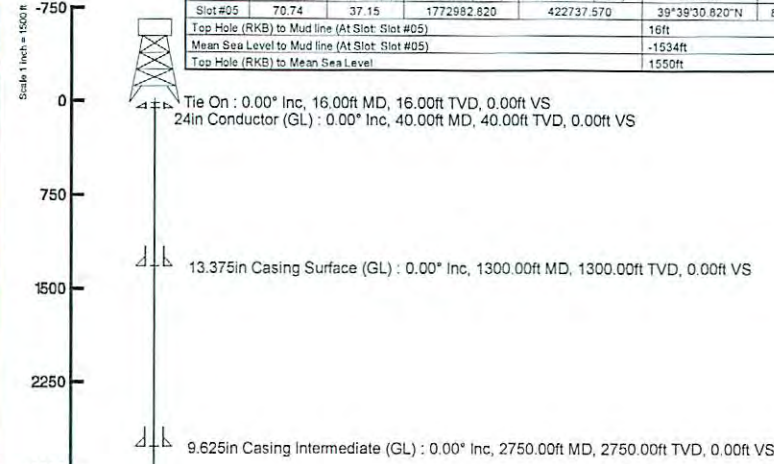 -750
Scale 1 inch = 1500 ft
Slot #05 70.74 37.15 1772982.820 422737.570 39°39'30.820"N
Top Hole (RKB) to Mud line (At Slot: Slot #05) 16ft
Mean Sea Level to Mud line (At Slot: Slot #05) -1534ft
Top Hole (RKB) to Mean Sea Level 1550ft
0
Tie On : 0.00° Inc, 16.00ft MD, 16.00ft TVD, 0.00ft VS
24in Conductor (GL) : 0.00° Inc, 40.00ft MD, 40.00ft TVD, 0.00ft VS
750
13.375in Casing Surface (GL) : 0.00° Inc, 1300.00ft MD, 1300.00ft TVD, 0.00ft VS
1500
2250
9.625in Casing Intermediate (GL) : 0.00° Inc, 2750.00ft MD, 2750.00ft TVD, 0.00ft VS